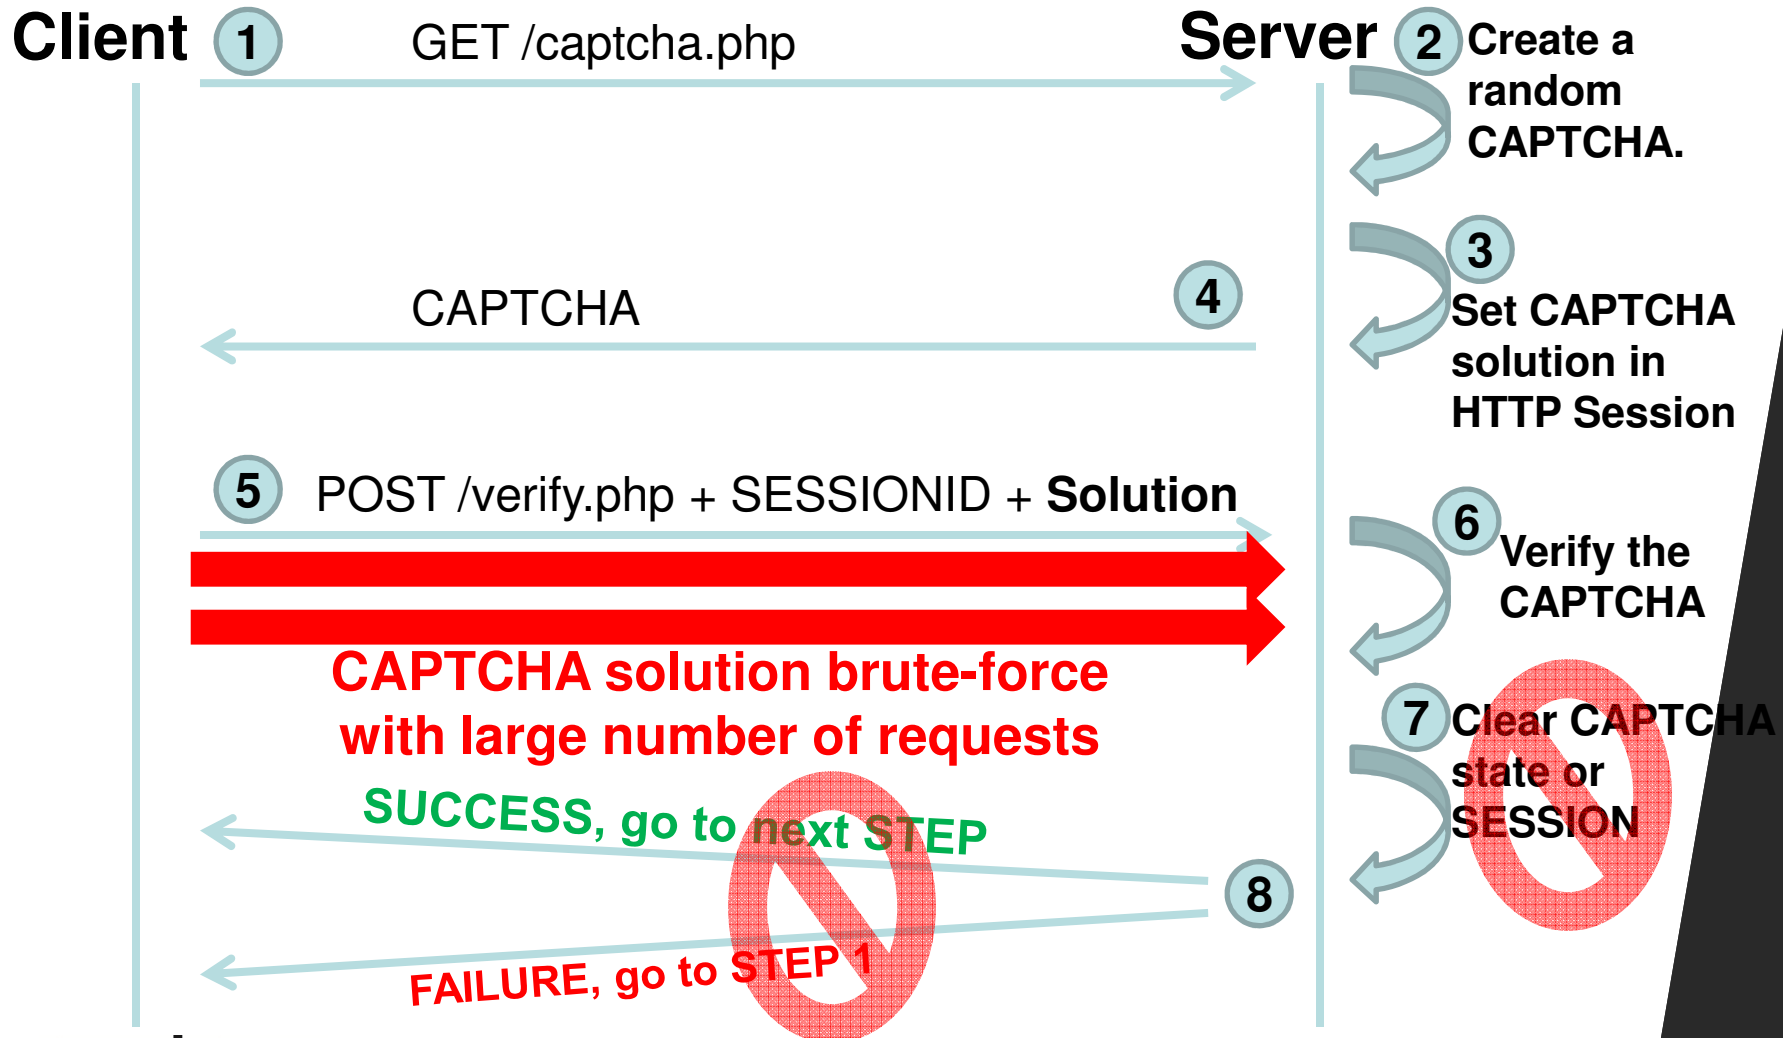 Client
1
GET /captcha.php
Server
2
Create a
random
CAPTCHA.
3
Set CAPTCHA
solution in
HTTP Session
4
CAPTCHA
5
POST /verify.php + SESSIONID + Solution
6
Verify the
CAPTCHA
CAPTCHA solution brute-force
with large number of requests
7
Clear CAPTCHA
state or
SESSION
SUCCESS, go to next STEP
8
FAILURE, go to STEP 1